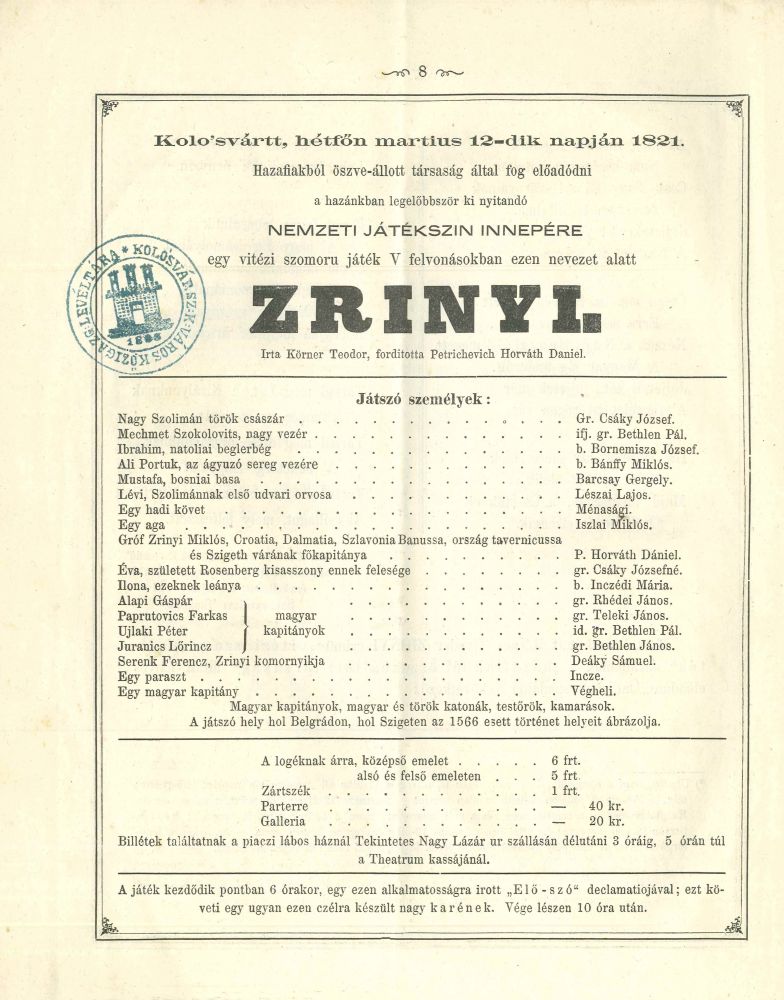 8
Kolo'svártt, hétfőn martius 12-dik napján 1821.
Hazafiakból öszve-állott társaság által fog előadódni
a hazánkban legelőbbször ki nyitandó
NEMZETI JÁTÉKSZIN INNEPÉRE
egy vitézi szomoru játék V felvonásokban ezen nevezet alatt
KOLOSVÁR SZ. K. VÁROS KÖZIGAZG. LEVÉLTÁRA *
ZRINYI.
Irta Körner Teodor, forditotta Petrichevich Horváth Daniel.
Játszó személyek:
Nagy Szolimán török császár . . . . . . . . . . . . . . Gr. Csáky József.
Mechmet Szokolovits, nagy vezér . . . . . . . . . . . . . ifj. gr. Bethlen Pál.
Ibrahim, natoliai beglerbég . . . . . . . . . . . . . . b. Bornemisza József.
Ali Portuk, az ágyuzó sereg vezére . . . . . . . . . . . . b. Bánffy Miklós.
Mustafa, bosniai basa . . . . . . . . . . . . . . . Barcsay Gergely.
Lévi, Szolimánnak első udvari orvosa . . . . . . . . . . . Lészai Lajos.
Egy hadi követ . . . . . . . . . . . . . . . . . Ménasági.
Egy aga . . . . . . . . . . . . . . . . . . Iszlai Miklós.
Gróf Zrinyi Miklós, Croatia, Dalmatia, Szlavonia Banussa, ország tavernicussa
és Szigeth várának főkapitánya . . . . . . . . . P. Horváth Dániel.
Éva, született Rosenberg kisasszony ennek felesége . . . . . . . gr. Csáky Józsefné.
Ilona, ezeknek leánya . . . . . . . . . . . . . . . b. Inczédi Mária.
Alapi Gáspár . . . . . . . . . . . gr. Rhédei János.
Paprutovics Farkas magyar . . . . . . . . . . . gr. Teleki János.
Ujlaki Péter kapitányok . . . . . . . . . . . id. gr. Bethlen Pál.
Juranics Lőrincz . . . . . . . . . . . gr. Bethlen János.
Serenk Ferencz, Zrinyi komornyikja . . . . . . . . . . . . Deáky Sámuel.
Egy paraszt . . . . . . . . . . . . . . . . . . Incze.
Egy magyar kapitány . . . . . . . . . . . . . . . Végheli.
Magyar kapitányok, magyar és török katonák, testőrök, kamarások.
A játszó hely hol Belgrádon, hol Szigeten az 1566 esett történet helyeit ábrázolja.
A logéknak árra, középső emelet . . . . . 6 frt.
alsó és felső emeleten . . . 5 frt.
Zártszék . . . . . . . . . . . 1 frt.
Parterre . . . . . . . . . . . — 40 kr.
Galleria . . . . . . . . . . . — 20 kr.
Billétek találtatnak a piaczi lábos háznál Tekintetes Nagy Lázár ur szállásán délutáni 3 óráig, 5 órán túl
a Theatrum kassájánál.
A játék kezdődik pontban 6 órakor, egy ezen alkalmatosságra irott „Elő-szó“ declamatiojával; ezt kö-
veti egy ugyan ezen czélra készült nagy karének. Vége lészen 10 óra után.